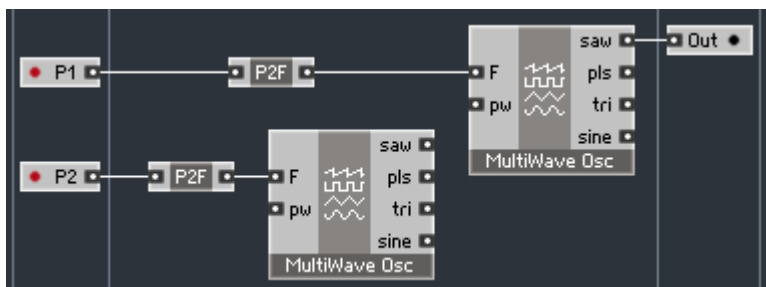 saw Out
P1 P2F F pls
pw tri
sine
saw MultiWave Osc
P2 P2F F pls
pw tri
sine
MultiWave Osc